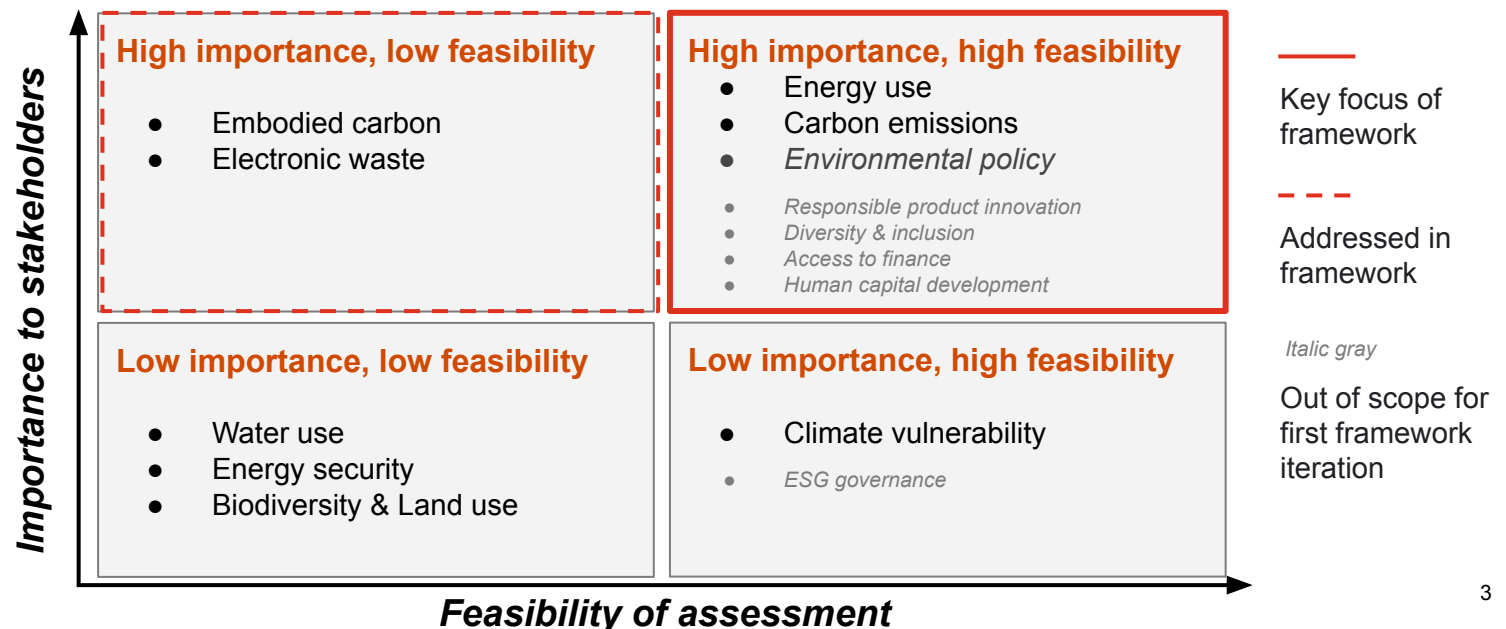 Importance to stakeholders
High importance, low feasibility
● Embodied carbon
● Electronic waste
High importance, high feasibility
● Energy use
● Carbon emissions
● Environmental policy
● Responsible product innovation
● Diversity & inclusion
● Access to finance
● Human capital development
Low importance, low feasibility
● Water use
● Energy security
● Biodiversity & Land use
Low importance, high feasibility
● Climate vulnerability
● ESG governance
Feasibility of assessment
Key focus of
framework
Addressed in
framework
Italic gray
Out of scope for
first framework
iteration
3